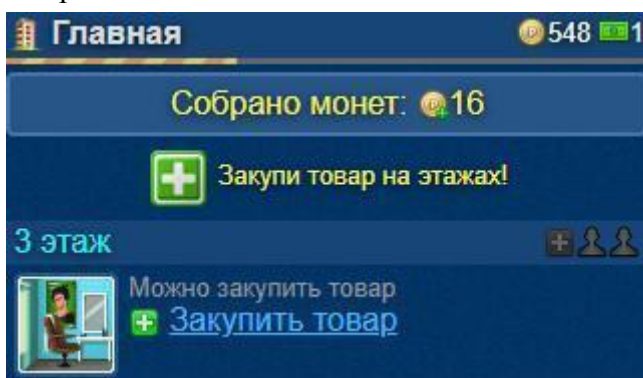 Главная 548 1
Собрано монет: 16
Закупи товар на этажах!
3 этаж
Можно закупить товар
Закупить товар